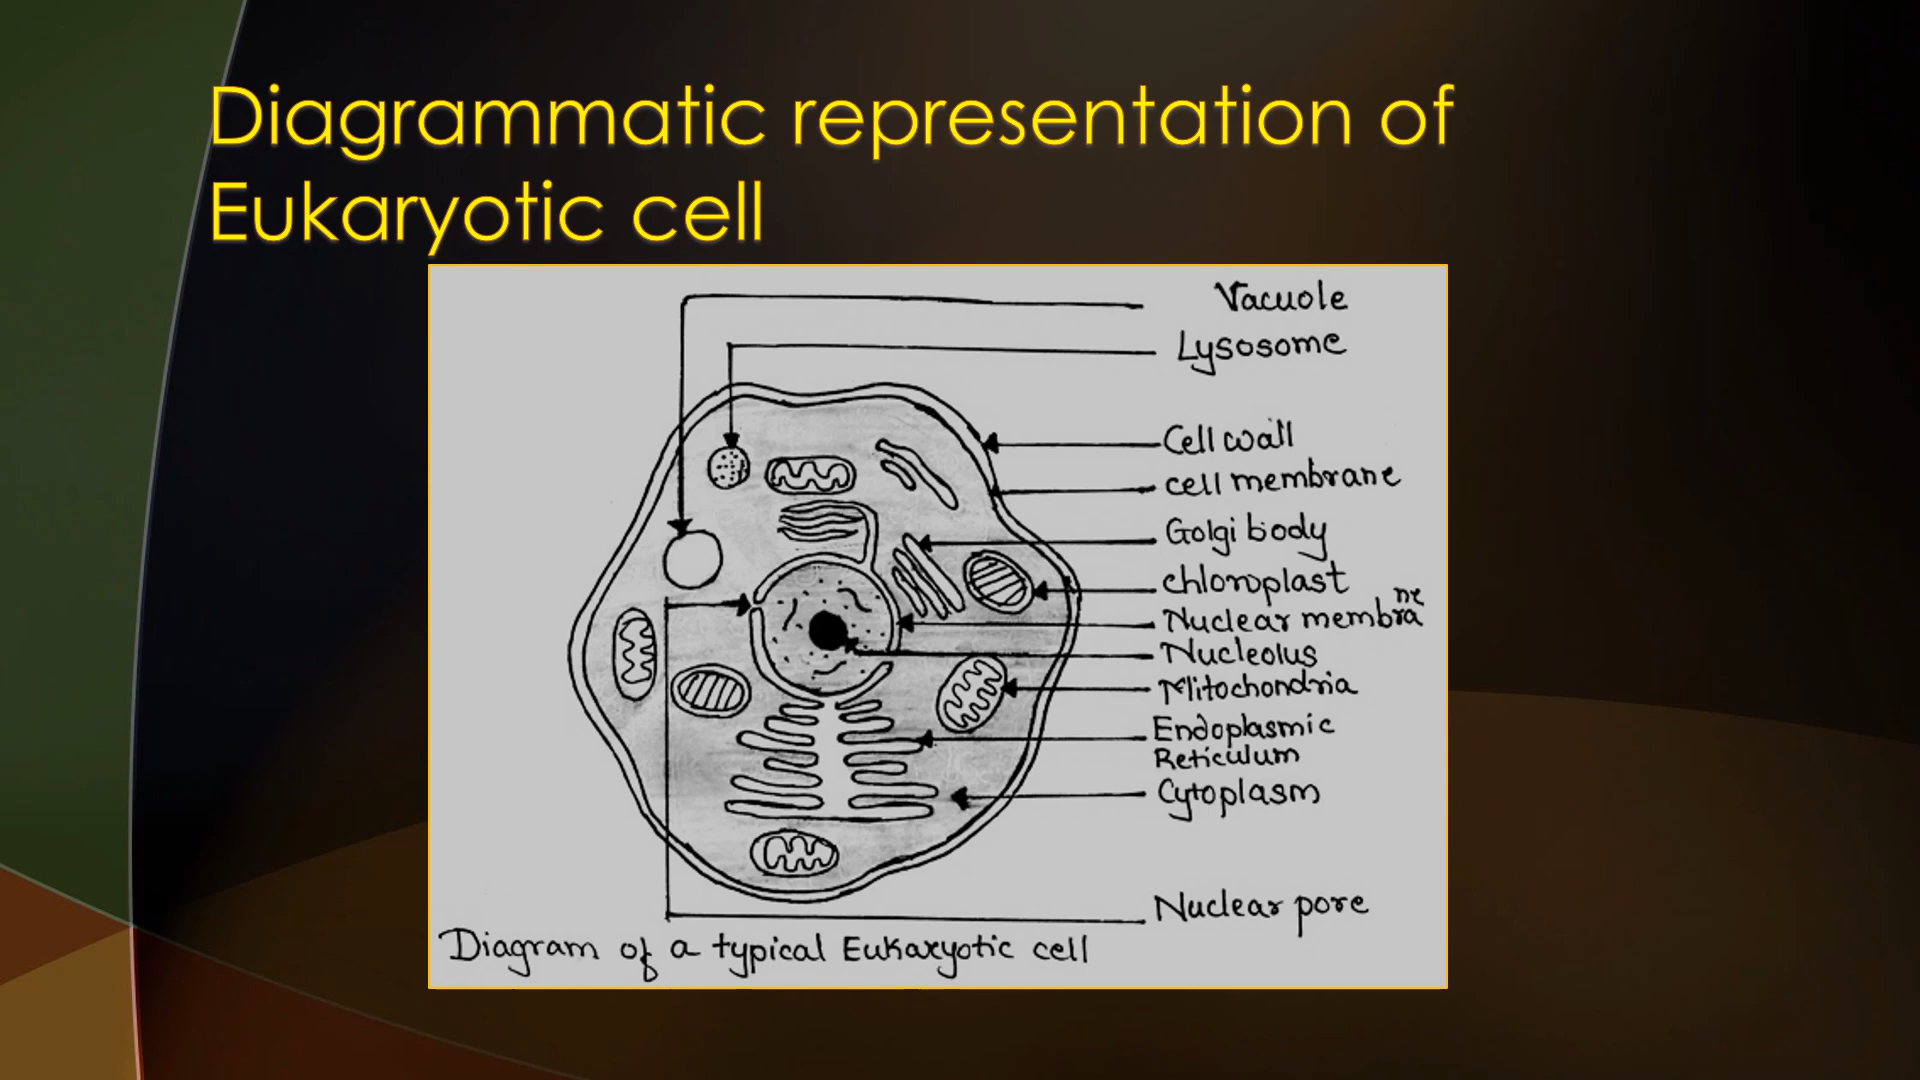 Diagrammatic representation of
Eukaryotic cell
Vacuole
Lysosome
Cell wall
cell membrane
Golgi body
chloroplast
Nuclear membrane
Nucleolus
Mitochondria
Endoplasmic
Reticulum
Cytoplasm
Nuclear pore
Diagram of a typical Eukaryotic cell